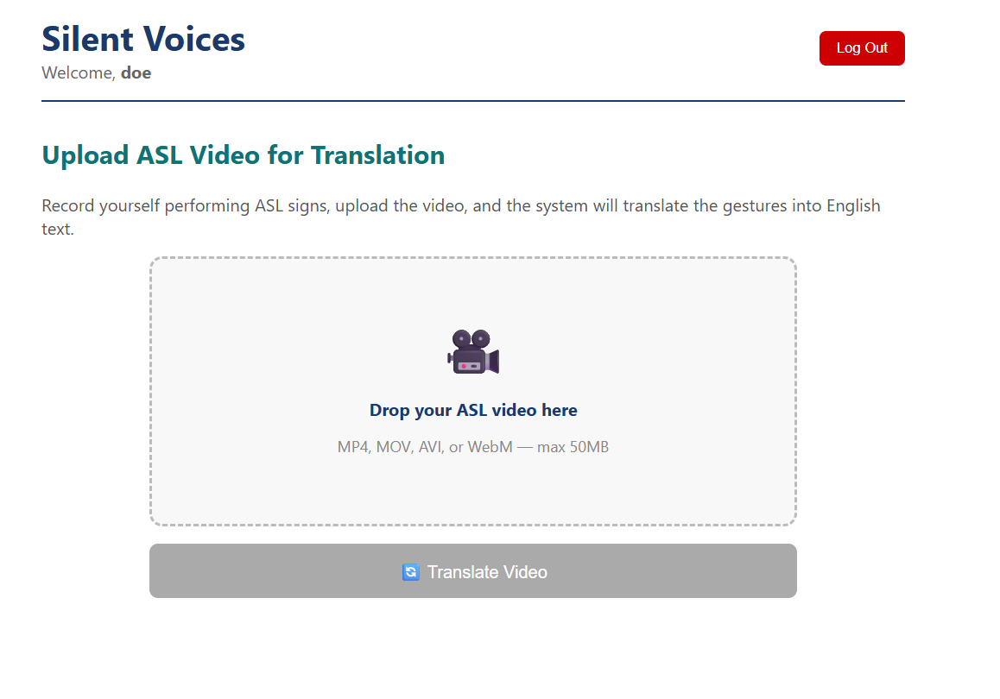 Silent Voices
Welcome, doe
Log Out
Upload ASL Video for Translation
Record yourself performing ASL signs, upload the video, and the system will translate the gestures into English
text.
Drop your ASL video here
MP4, MOV, AVI, or WebM — max 50MB
Translate Video